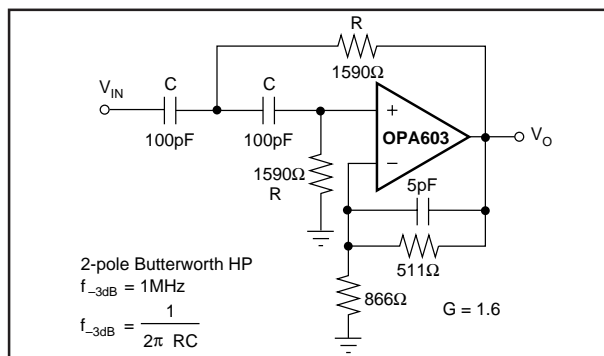 R
1590Ω
V_IN
C
C
100pF
100pF
+
OPA603
−
V_O
1590Ω
R
5pF
511Ω
866Ω
G = 1.6
2-pole Butterworth HP
f_−3dB = 1MHz
f_−3dB = 1 / 2π RC